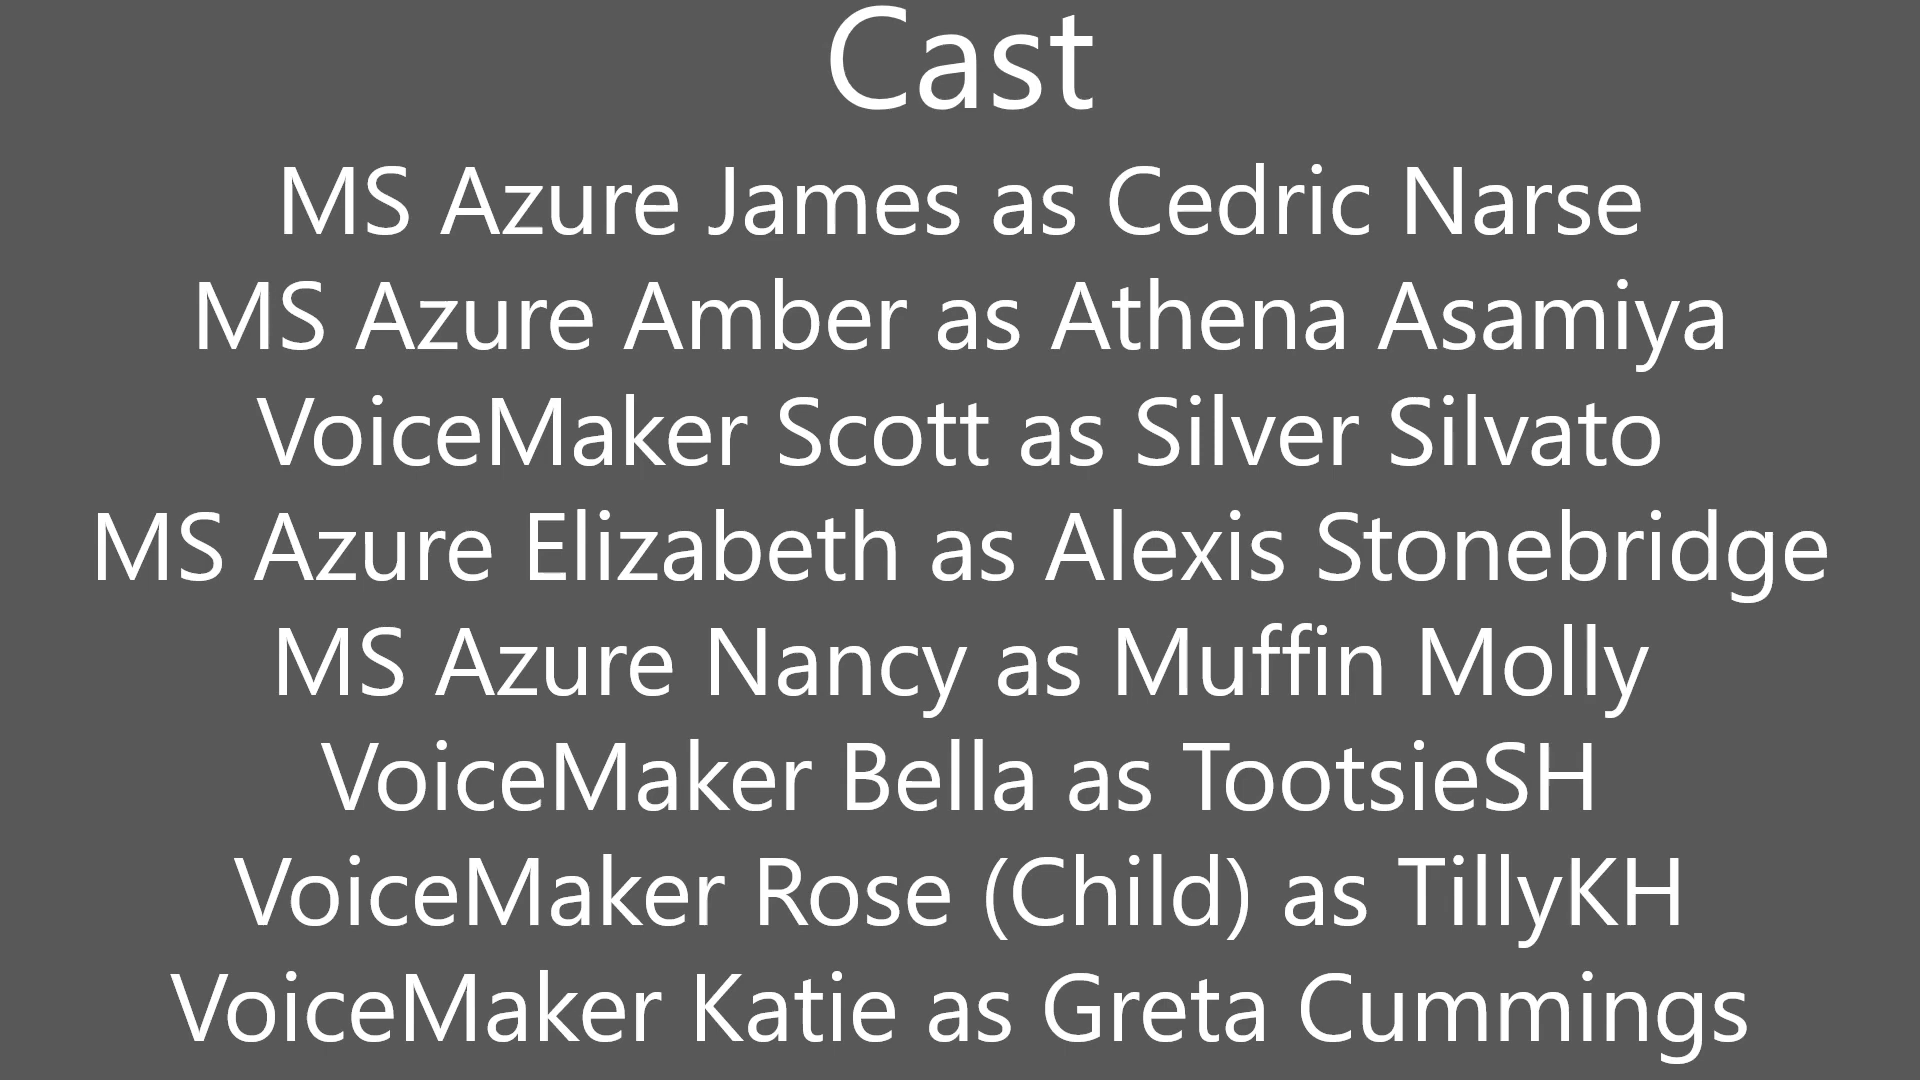 Cast
MS Azure James as Cedric Narse
MS Azure Amber as Athena Asamiya
VoiceMaker Scott as Silver Silvato
MS Azure Elizabeth as Alexis Stonebridge
MS Azure Nancy as Muffin Molly
VoiceMaker Bella as TootsieSH
VoiceMaker Rose (Child) as TillyKH
VoiceMaker Katie as Greta Cummings